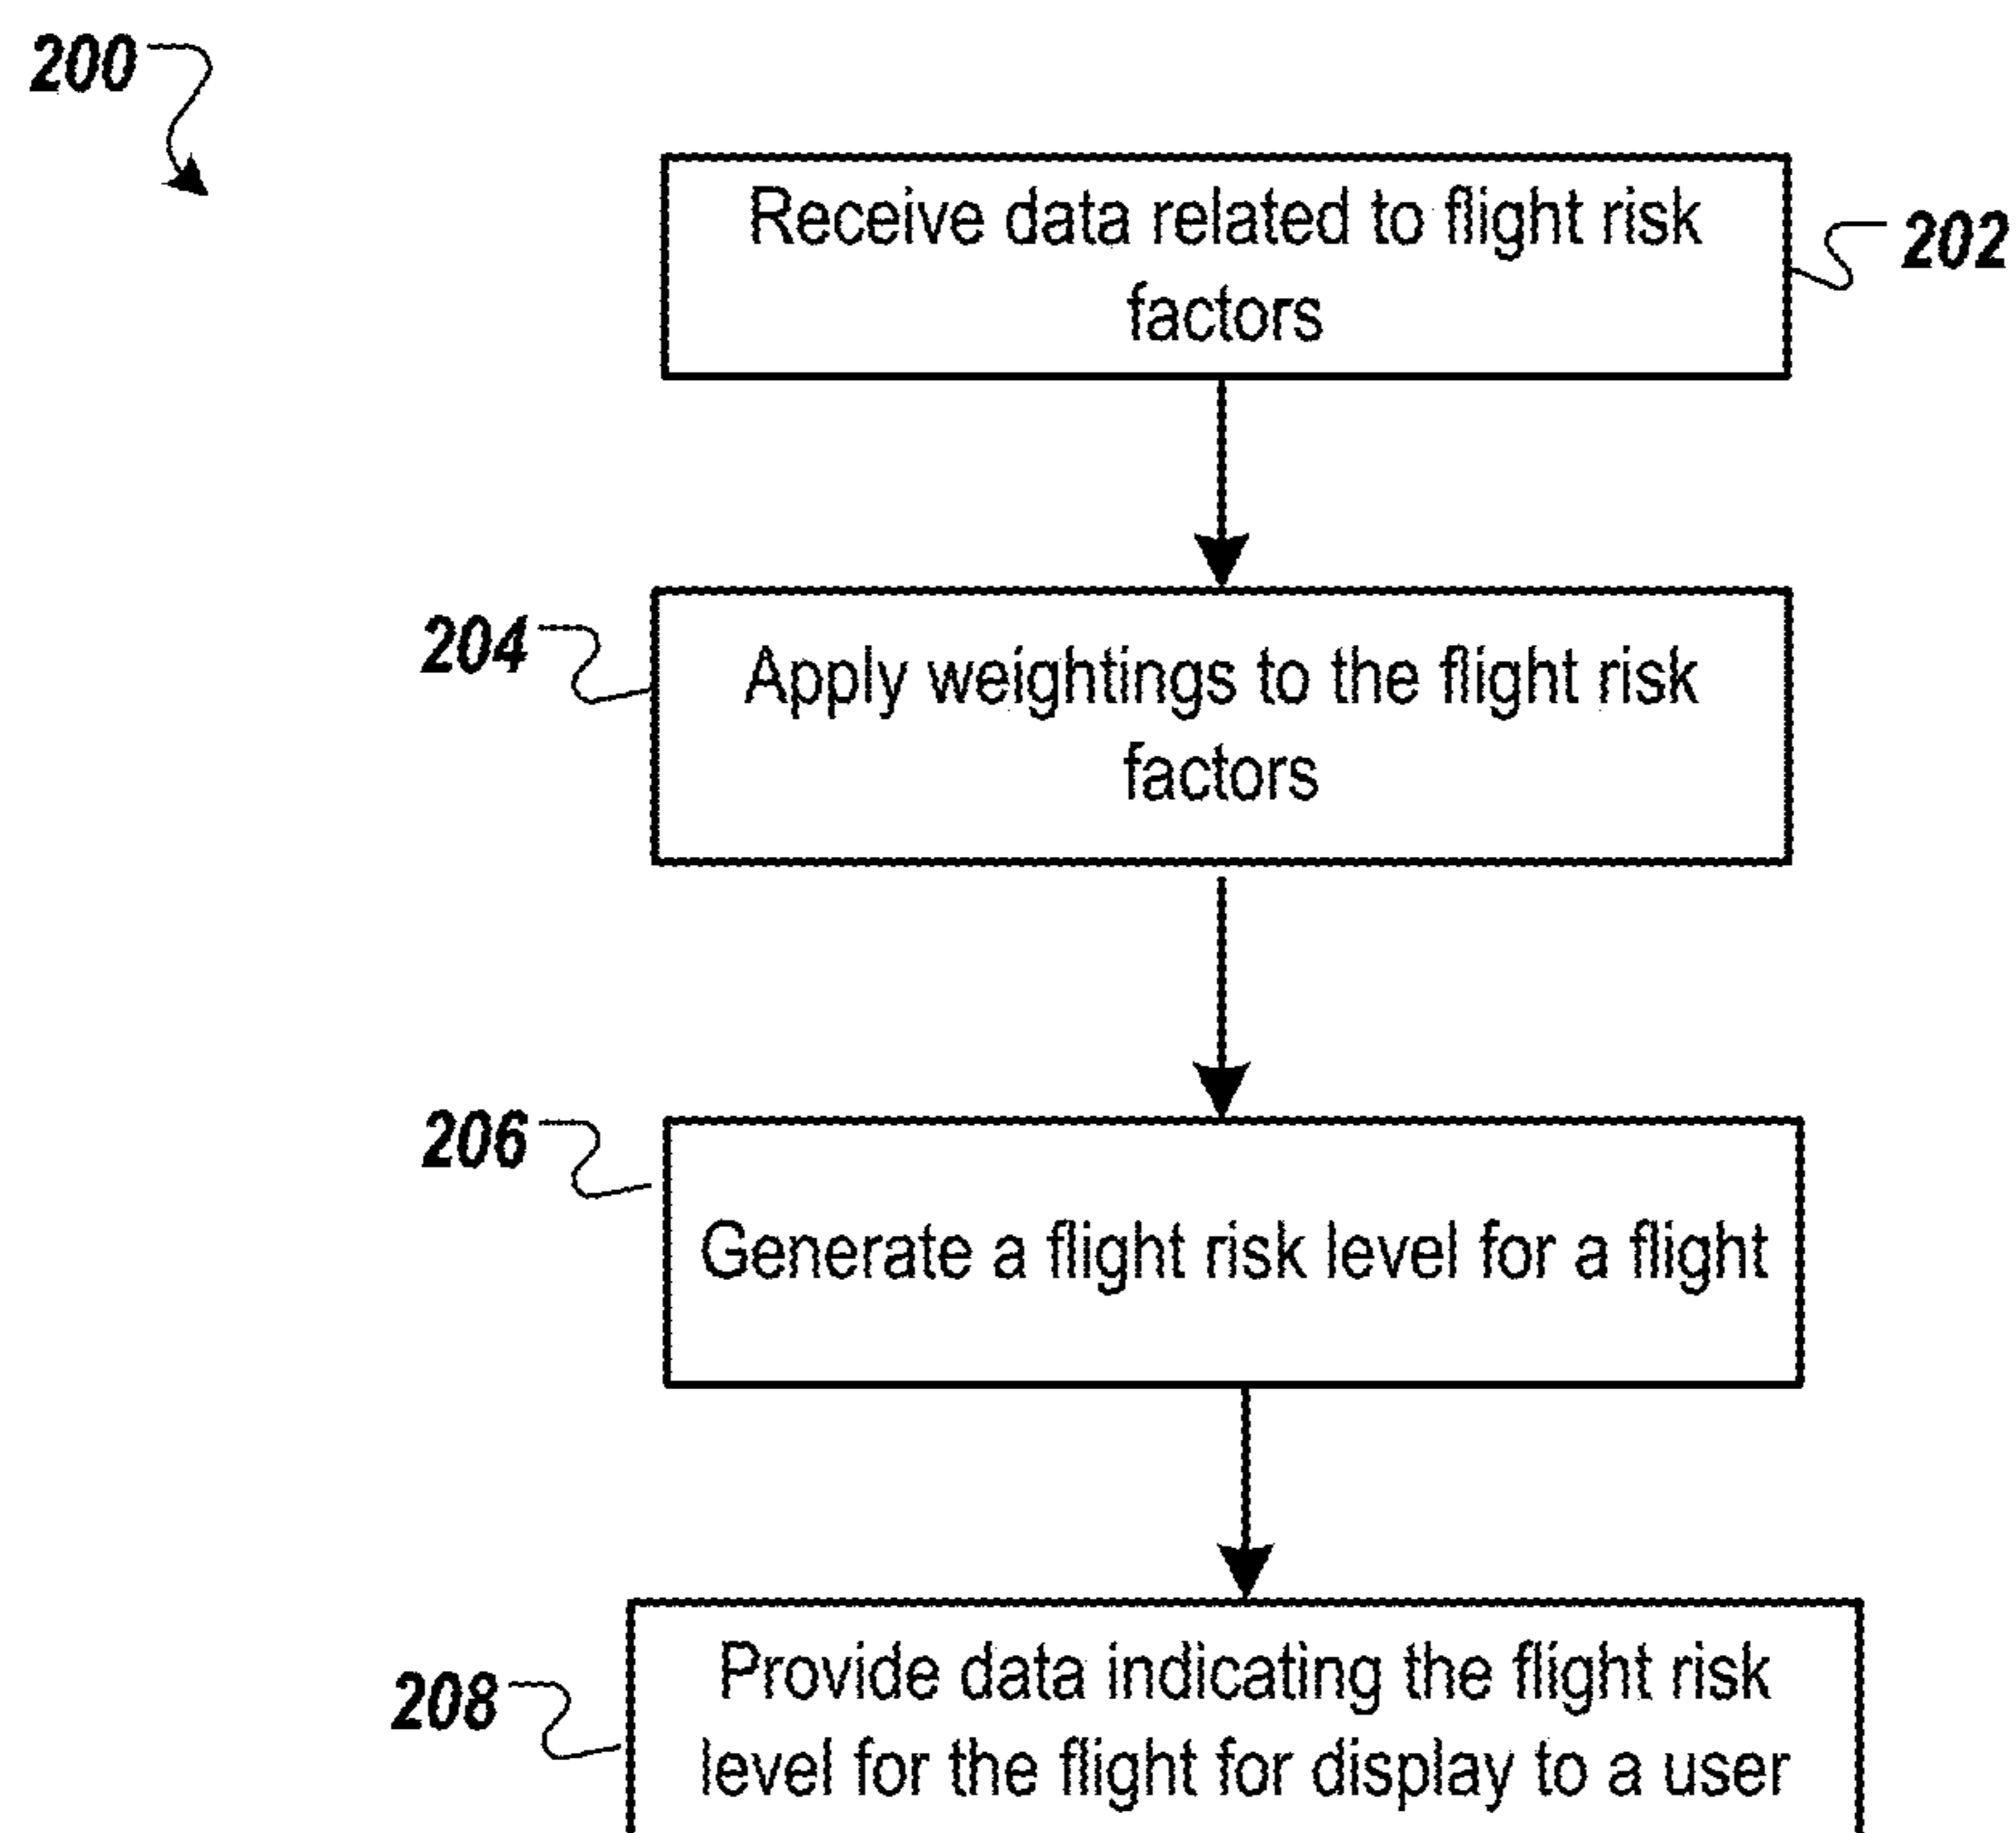 200
Receive data related to flight risk
factors
202
204
Apply weightings to the flight risk
factors
206
Generate a flight risk level for a flight
208
Provide data indicating the flight risk
level for the flight for display to a user